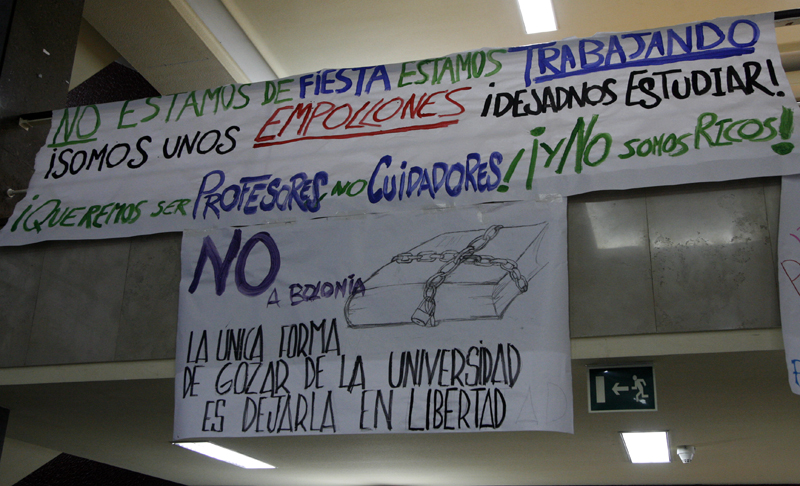 NO ESTAMOS DE FIESTA ESTAMOS TRABAJANDO
¡SOMOS UNOS EMPOLLONES ¡DEJADNOS ESTUDIAR!
¡QUEREMOS SER PROFESORES, NO CUIDADORES! ¡Y NO SOMOS RICOS!
NO A BOLONIA
LA ÚNICA FORMA
DE GOZAR DE LA UNIVERSIDAD
ES DEJARLA EN LIBERTAD